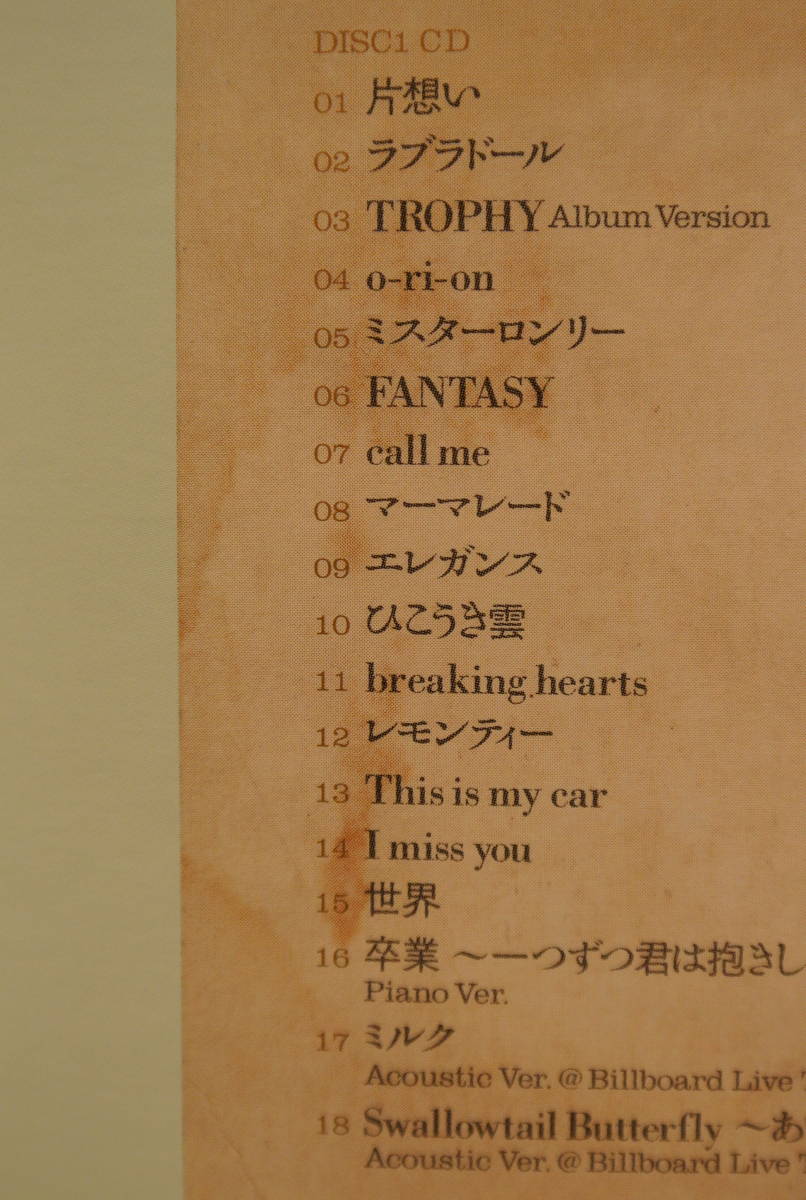 DISC1 CD
01 片想い
02 ラブラドール
03 TROPHY Album Version
04 o-ri-on
05 ミスターロンリー
06 FANTASY
07 call me
08 マーマレード
09 エレガンス
10 ひこうき雲
11 breaking hearts
12 レモンティー
13 This is my car
14 I miss you
15 世界
16 卒業 〜一つずつ君は抱きし
Piano Ver.
17 ミルク
Acoustic Ver. @ Billboard Live
18 Swallowtail Butterfly 〜あ
Acoustic Ver. @ Billboard Live